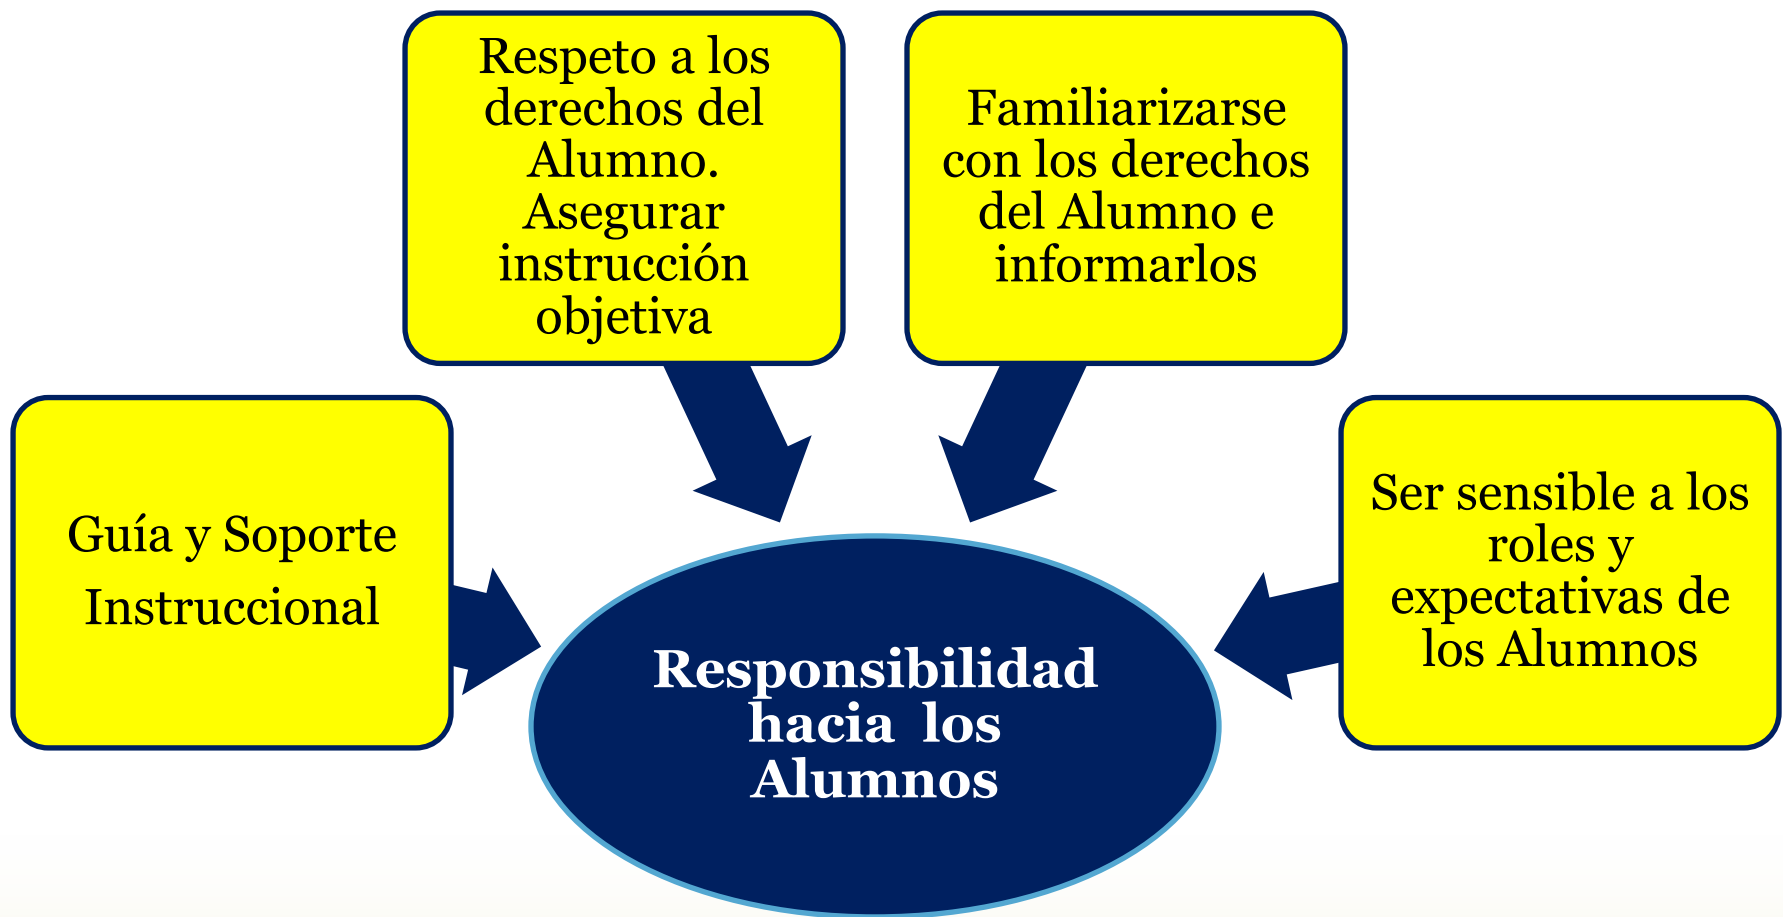 Respeto a los
derechos del
Alumno.
Asegurar
instrucción
objetiva
Familiarizarse
con los derechos
del Alumno e
informarlos
Guía y Soporte
Instruccional
Ser sensible a los
roles y
expectativas de
los Alumnos
Responsibilidad
hacia los
Alumnos